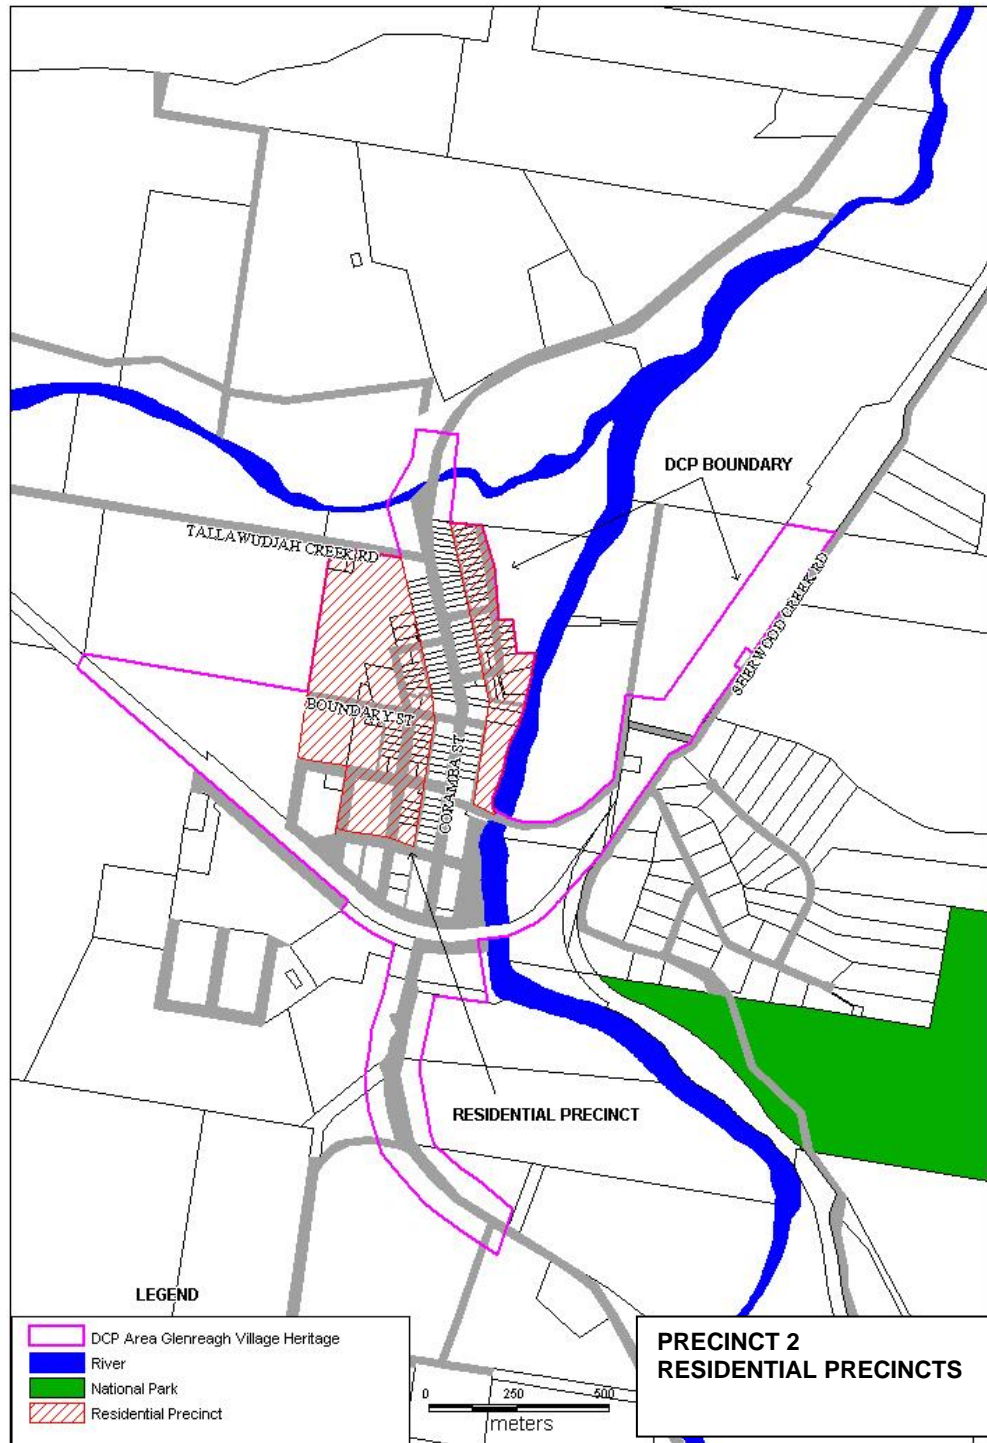 DCP BOUNDARY
TALLAWUDJAH CREEK RD
SHERWOOD CREEK RD
BOUNDARY ST
CORAMBA ST
RESIDENTIAL PRECINCT
LEGEND
DCP Area Glenreagh Village Heritage
River
National Park
Residential Precinct
0 250 500
meters
PRECINCT 2
RESIDENTIAL PRECINCTS